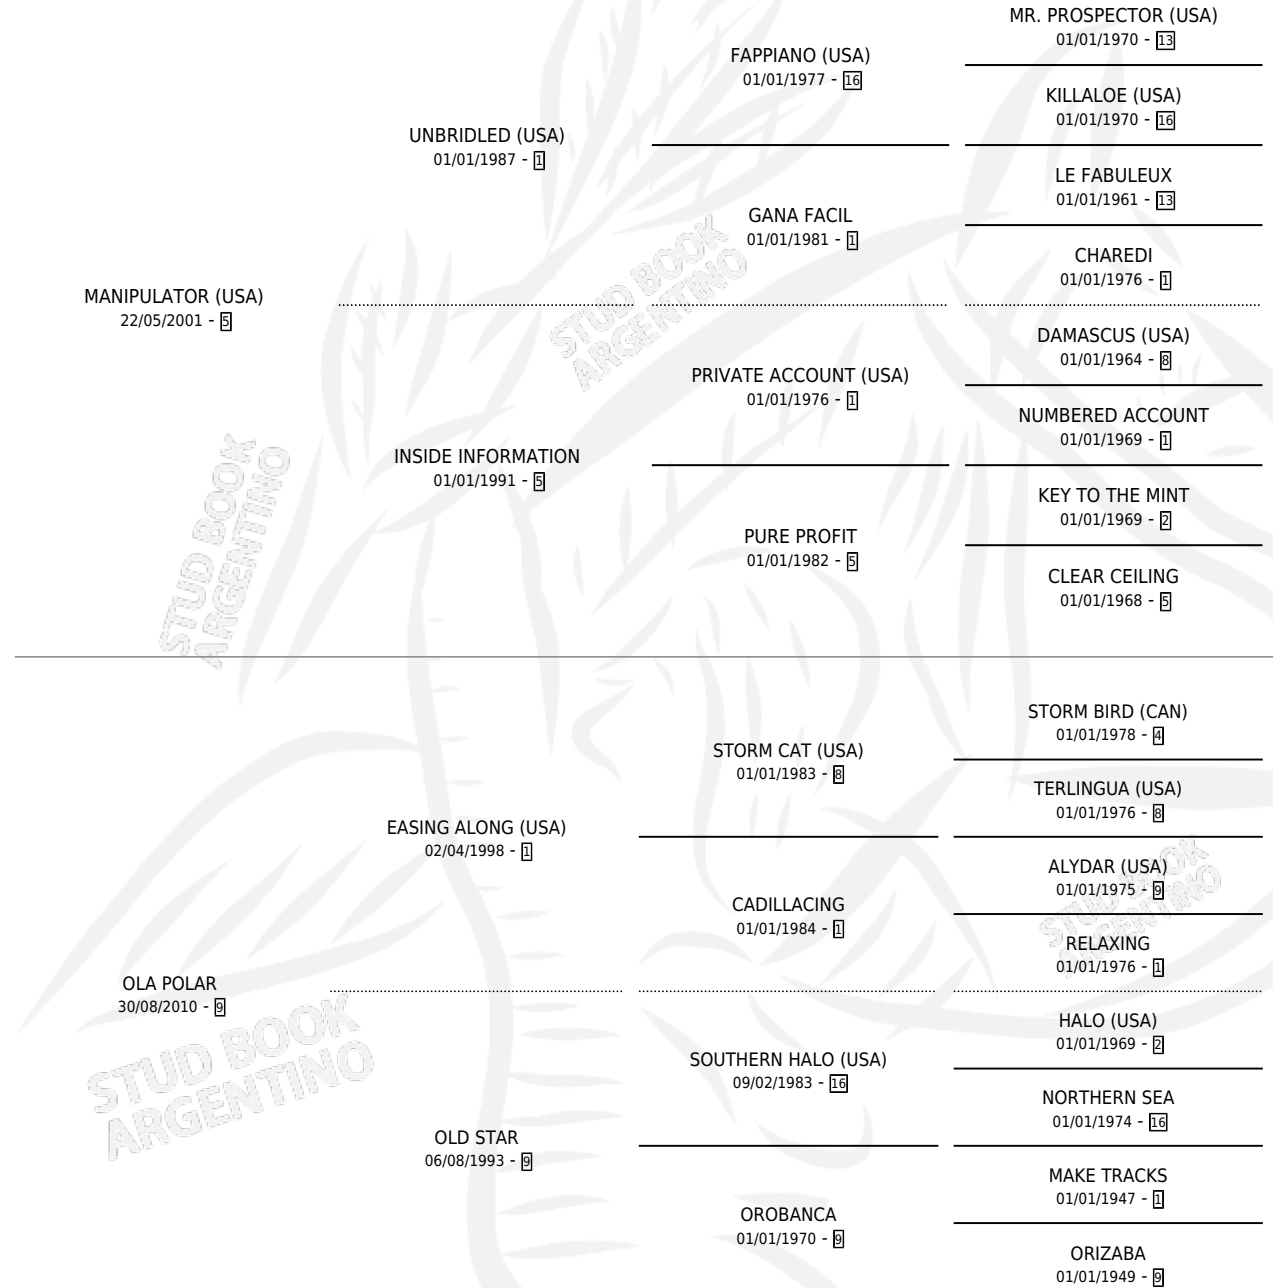 MR. PROSPECTOR (USA)
01/01/1970 - 13
FAPPIANO (USA)
01/01/1977 - 16
KILLALOE (USA)
01/01/1970 - 16
UNBRIDLED (USA)
01/01/1987 - 1
LE FABULEUX
01/01/1961 - 13
GANA FACIL
01/01/1981 - 1
CHAREDI
01/01/1976 - 1
MANIPULATOR (USA)
22/05/2001 - 5
DAMASCUS (USA)
01/01/1964 - 8
PRIVATE ACCOUNT (USA)
01/01/1976 - 1
NUMBERED ACCOUNT
01/01/1969 - 1
INSIDE INFORMATION
01/01/1991 - 5
KEY TO THE MINT
01/01/1969 - 2
PURE PROFIT
01/01/1982 - 5
CLEAR CEILING
01/01/1968 - 5
STORM BIRD (CAN)
01/01/1978 - 4
STORM CAT (USA)
01/01/1983 - 8
TERLINGUA (USA)
01/01/1976 - 8
EASING ALONG (USA)
02/04/1998 - 1
ALYDAR (USA)
01/01/1975 - 9
CADILLACING
01/01/1984 - 1
RELAXING
01/01/1976 - 1
OLA POLAR
30/08/2010 - 9
HALO (USA)
01/01/1969 - 2
SOUTHERN HALO (USA)
09/02/1983 - 16
NORTHERN SEA
01/01/1974 - 16
OLD STAR
06/08/1993 - 9
MAKE TRACKS
01/01/1947 - 1
OROBANCA
01/01/1970 - 9
ORIZABA
01/01/1949 - 9
STUD BOOK
ARGENTINO
STUD BOOK
ARGENTINO
STUD BOOK
ARGENTINO
STUD BOOK
ARGENTINO